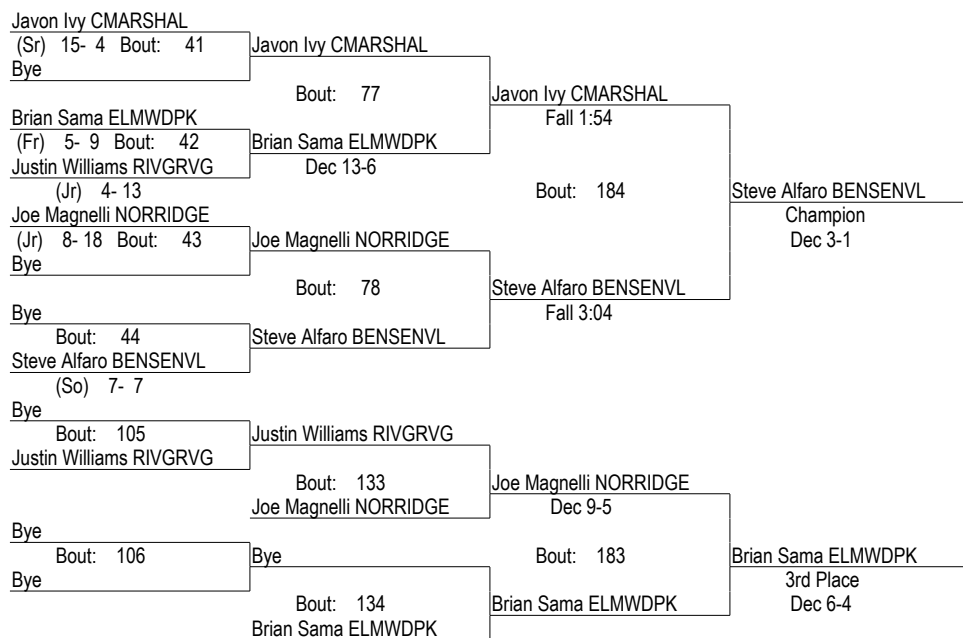 Javon Ivy CMARSHAL
(Sr) 15- 4 Bout: 41
Javon Ivy CMARSHAL
Bye
Bout: 77
Javon Ivy CMARSHAL
Brian Sama ELMWDPK
Fall 1:54
(Fr) 5- 9 Bout: 42
Brian Sama ELMWDPK
Justin Williams RIVGRVG
Dec 13-6
(Jr) 4- 13
Bout: 184
Steve Alfaro BENSENVL
Joe Magnelli NORRIDGE
Champion
(Jr) 8- 18 Bout: 43
Joe Magnelli NORRIDGE
Dec 3-1
Bye
Bout: 78
Steve Alfaro BENSENVL
Bye
Fall 3:04
Bout: 44
Steve Alfaro BENSENVL
Steve Alfaro BENSENVL
(So) 7- 7
Bye
Bout: 105
Justin Williams RIVGRVG
Justin Williams RIVGRVG
Bout: 133
Joe Magnelli NORRIDGE
Joe Magnelli NORRIDGE
Dec 9-5
Bye
Bout: 106
Bye
Bout: 183
Brian Sama ELMWDPK
Bye
3rd Place
Bout: 134
Brian Sama ELMWDPK
Dec 6-4
Brian Sama ELMWDPK